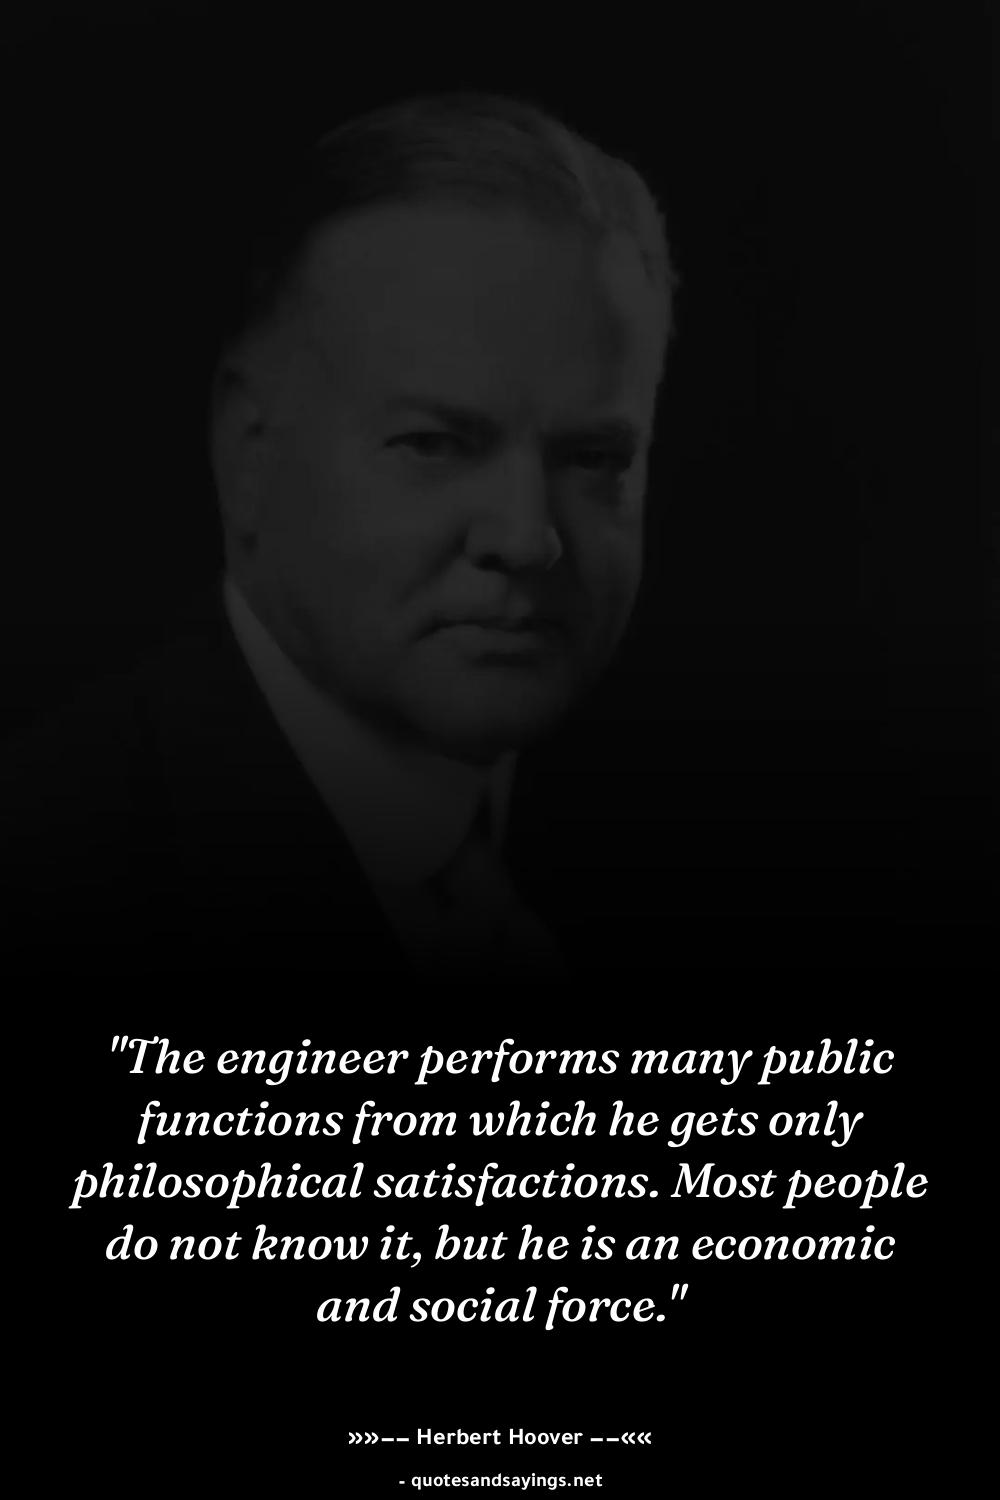 "The engineer performs many public
functions from which he gets only
philosophical satisfactions. Most people
do not know it, but he is an economic
and social force."
»»–– Herbert Hoover ––««
- quotesandsayings.net